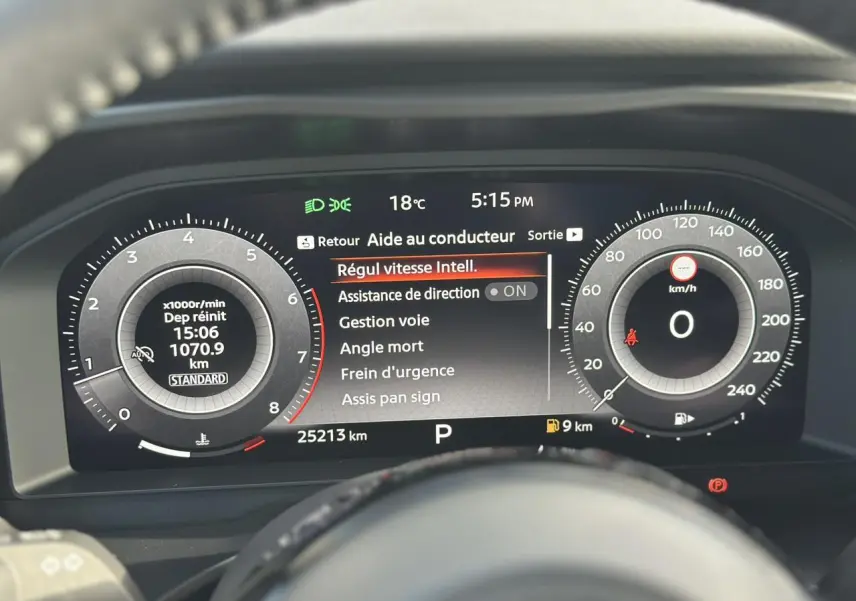 18°C
5:15 PM
Retour Aide au conducteur Sortie
Régul vitesse Intell.
Assistance de direction ON
Gestion voie
Angle mort
Frein d'urgence
Assis pan sign
x1000r/min
Dep réinit
15:06
1070.9
km
STANDARD
AUTO
0
1
2
3
4
5
6
7
8
---
km/h
0
0
20
40
60
80
100
120
140
160
180
200
220
240
25213 km
P
9 km
0
1
(P)